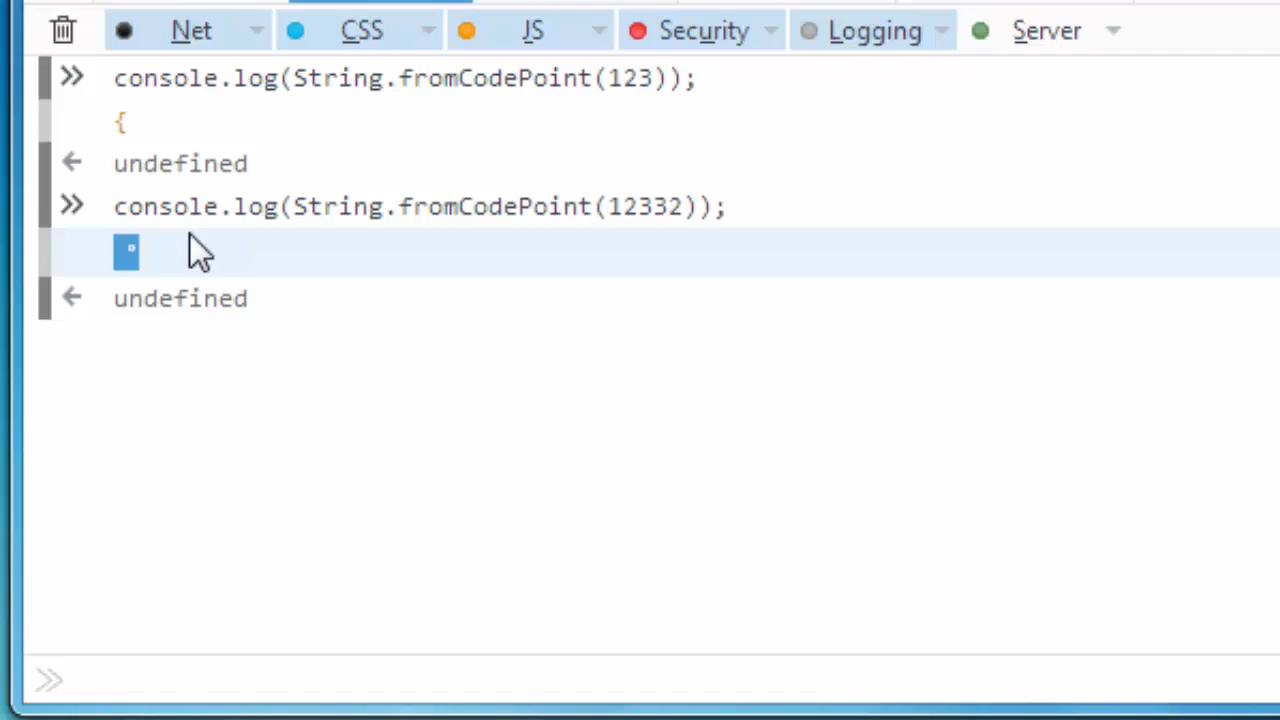 Net CSS JS Security Logging Server
» console.log(String.fromCodePoint(123));
{
← undefined
» console.log(String.fromCodePoint(12332));
〬
← undefined
»